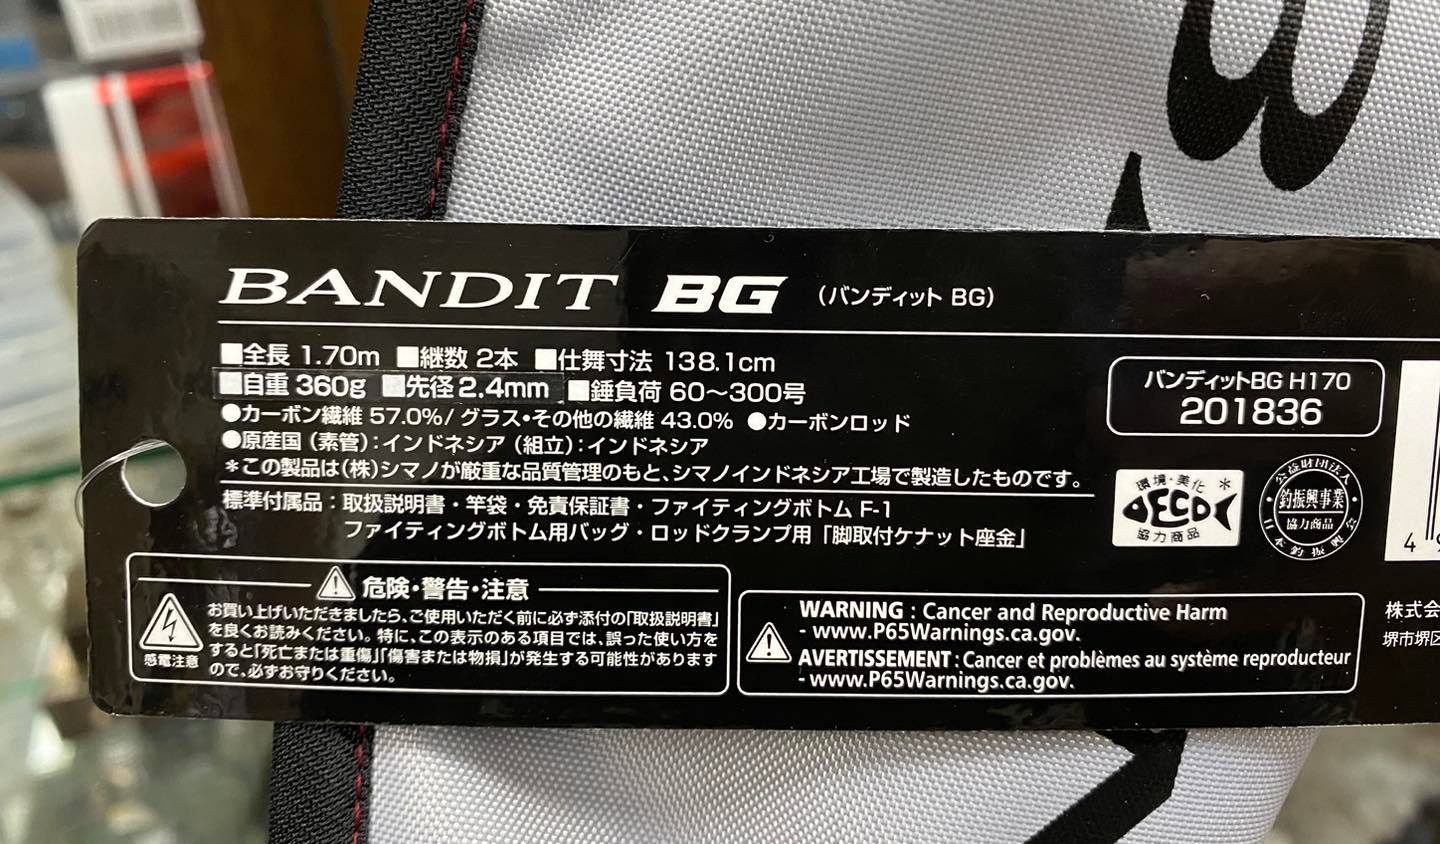 BANDIT BG (バンディット BG)
■全長 1.70m ■継数 2本 ■仕舞寸法 138.1cm
■自重 360g ■先径 2.4mm ■錘負荷 60〜300号
●カーボン繊維 57.0%/ グラス・その他の繊維 43.0% ●カーボンロッド
●原産国（素管）：インドネシア（組立）：インドネシア
＊この製品は(株)シマノが厳重な品質管理のもと、シマノインドネシア工場で製造したものです。
標準付属品：取扱説明書・竿袋・免責保証書・ファイティングボトム F-1
ファイティングボトム用バッグ・ロッドクランプ用「脚取付ケナット座金」
バンディットBG H170
201836
環境・美化 ＊
ECO
協力商品
公益財団法人
釣振興事業
協力商品
日本釣振興会
4
危険・警告・注意
感電注意
お買い上げいただきましたら、ご使用いただく前に必ず添付の「取扱説明書」
を良くお読みください。特に、この表示のある項目では、誤った使い方を
すると「死亡または重傷」「傷害または物損」が発生する可能性があります
ので、必ずお守りください。
WARNING : Cancer and Reproductive Harm
- www.P65Warnings.ca.gov.
AVERTISSEMENT : Cancer et problèmes au système reproducteur
- www.P65Warnings.ca.gov.
株式会
堺市堺区